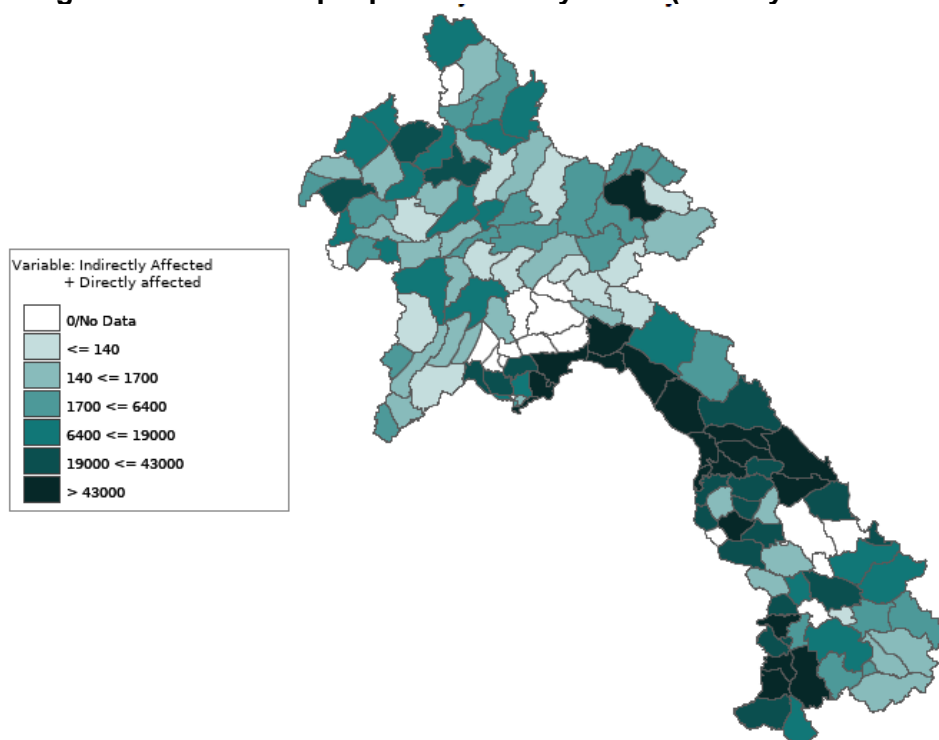 Variable: Indirectly Affected
+ Directly affected
0/No Data
<= 140
140 <= 1700
1700 <= 6400
6400 <= 19000
19000 <= 43000
> 43000